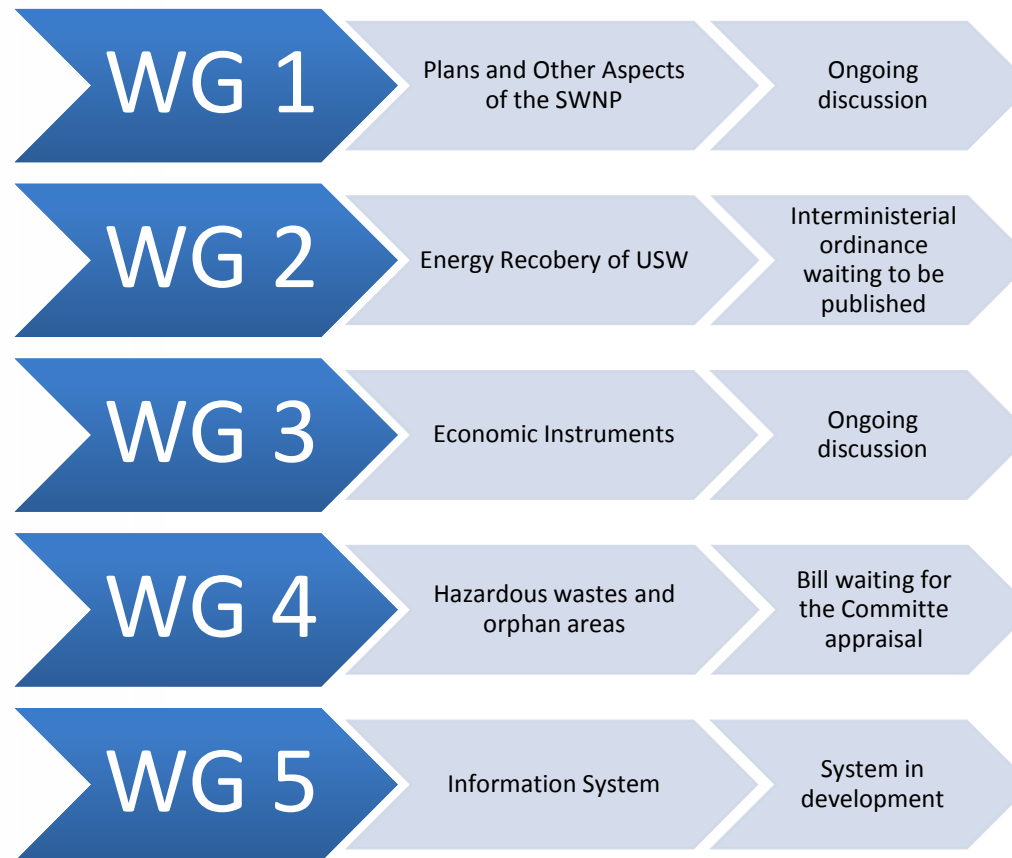 WG 1
Plans and Other Aspects
of the SWNP
Ongoing
discussion
WG 2
Energy Recobery of USW
Interministerial
ordinance
waiting to be
published
WG 3
Economic Instruments
Ongoing
discussion
WG 4
Hazardous wastes and
orphan areas
Bill waiting for
the Committe
appraisal
WG 5
Information System
System in
development